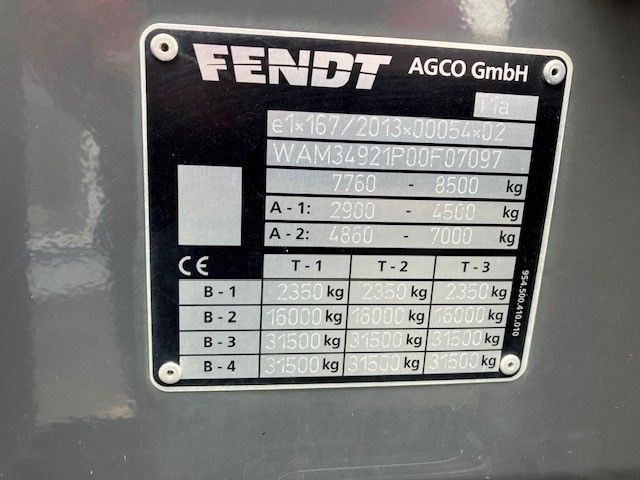 FENDT AGCO GmbH
T1a
e1*167/2013*00054*02
WAM34921P00F07097
7760 - 8500 kg
A - 1: 2900 - 4500 kg
A - 2: 4860 - 7000 kg
CE T - 1 T - 2 T - 3
B - 1 2350 kg 2350 kg 2350 kg
B - 2 16000 kg 16000 kg 16000 kg
B - 3 31500 kg 31500 kg 31500 kg
B - 4 31500 kg 31500 kg 31500 kg
954.500.410.010